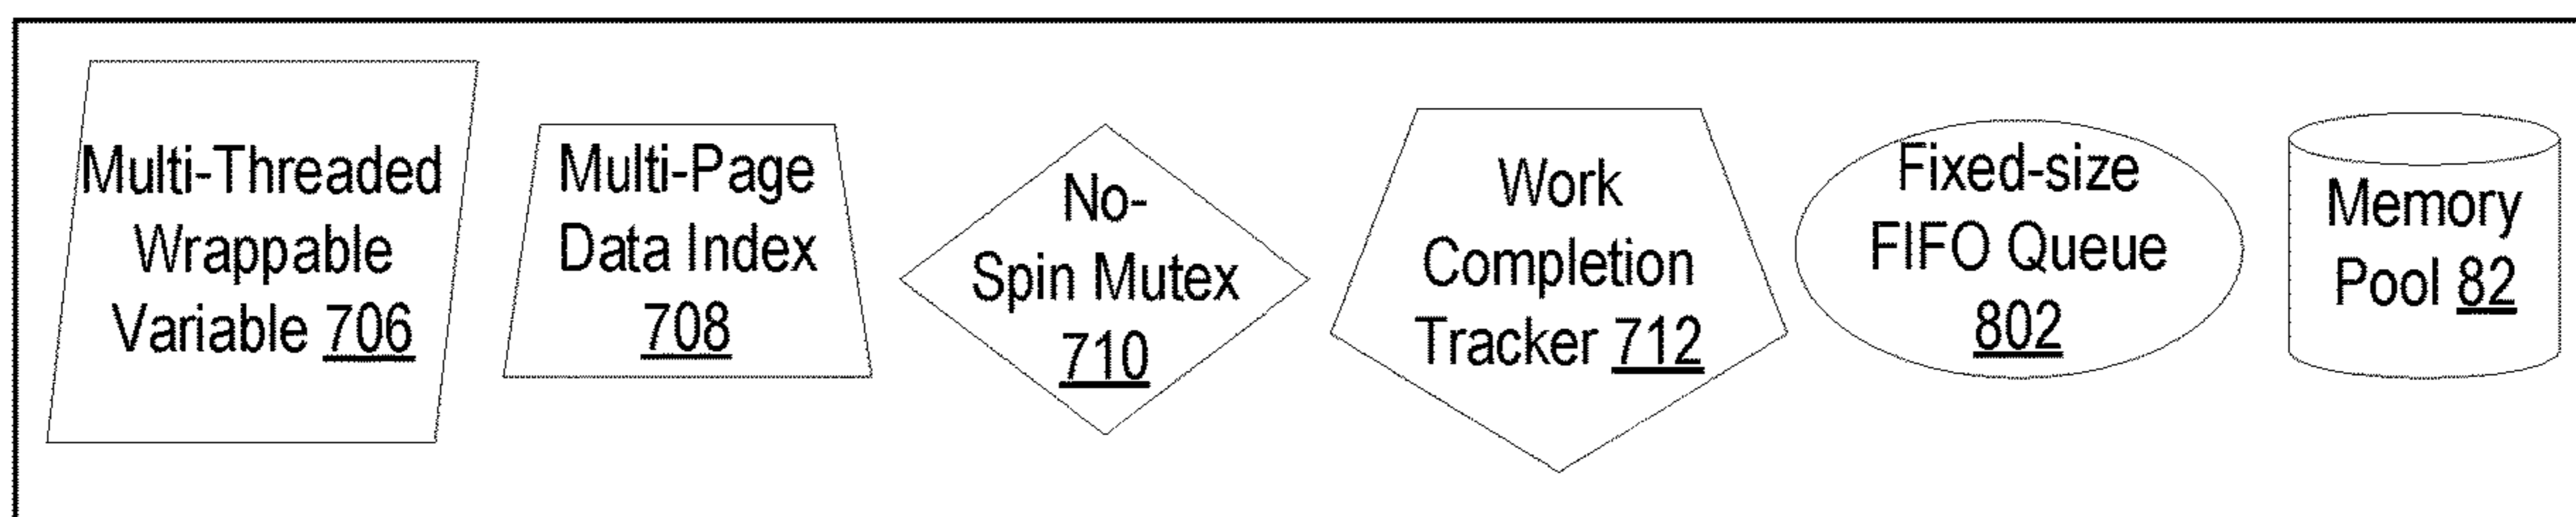 Multi-Threaded
Wrappable
Variable 706
Multi-Page
Data Index
708
No-
Spin Mutex
710
Work
Completion
Tracker 712
Fixed-size
FIFO Queue
802
Memory
Pool 82